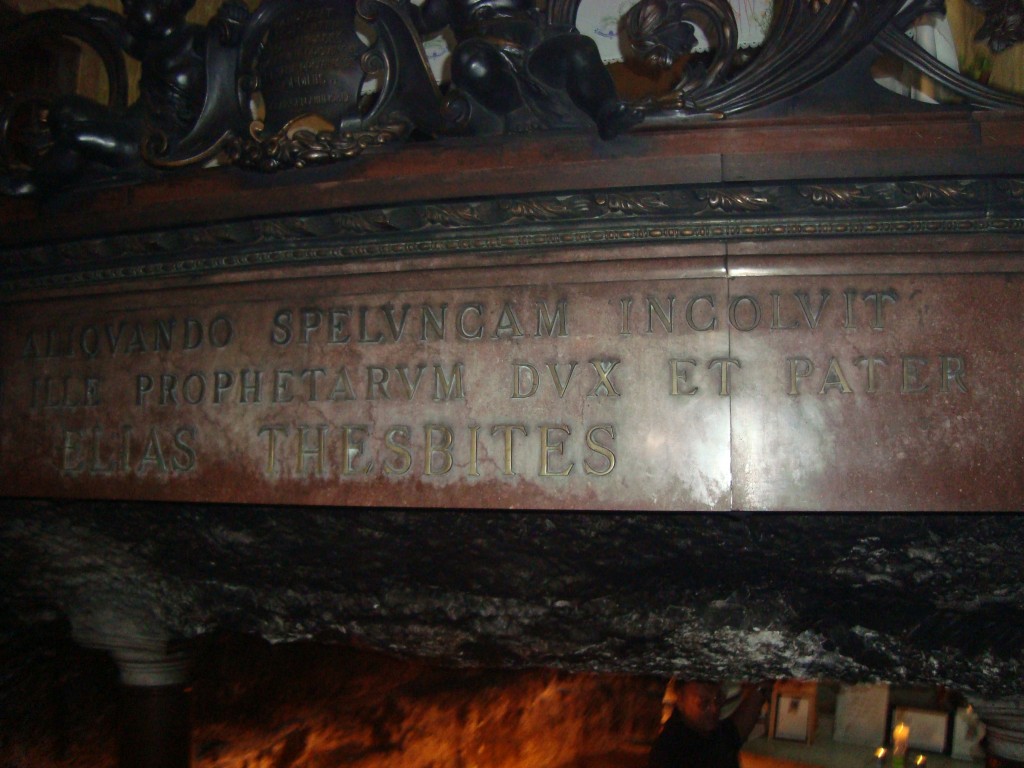 ALIQVANDO SPELVNCAM INCOLVIT
ILLE PROPHETARVM DVX ET PATER
ELIAS THESBITES